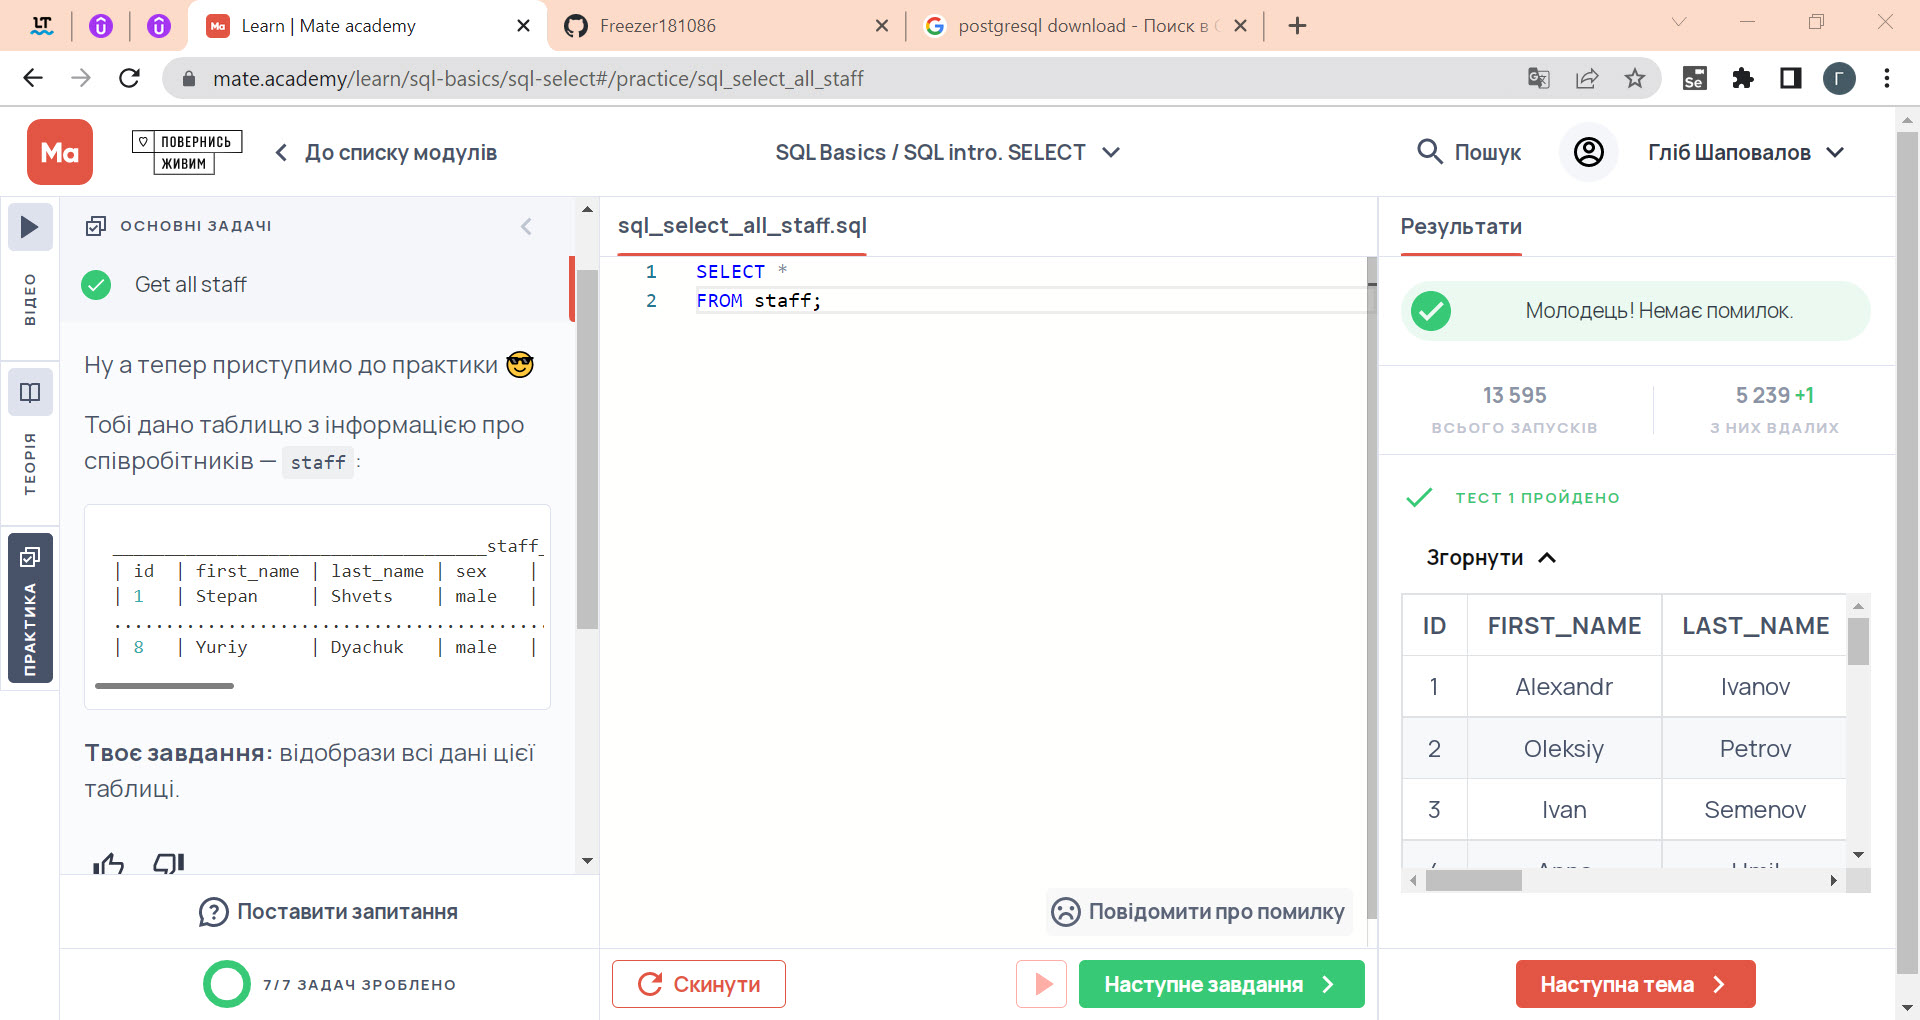 Learn | Mate academy
Freezer181086
postgresql download - Поиск в
mate.academy/learn/sql-basics/sql-select#/practice/sql_select_all_staff
Se
Г
Ma
ПОВЕРНИСЬ
ЖИВИМ
До списку модулів
SQL Basics / SQL intro. SELECT
Пошук
Гліб Шаповалов
ВІДЕО
ТЕОРІЯ
ПРАКТИКА
ОСНОВНІ ЗАДАЧІ
Get all staff
Ну а тепер приступимо до практики 😎
Тобі дано таблицю з інформацією про
співробітників — staff :
____________________________________staff_
| id | first_name | last_name | sex |
| 1 | Stepan | Shvets | male |
..........................................
| 8 | Yuriy | Dyachuk | male |
Твоє завдання: відобрази всі дані цієї
таблиці.
Поставити запитання
7/7 ЗАДАЧ ЗРОБЛЕНО
sql_select_all_staff.sql
1 SELECT *
2 FROM staff;
Повідомити про помилку
Скинути
Наступне завдання
Результати
Молодець! Немає помилок.
13 595
ВСЬОГО ЗАПУСКІВ
5 239 +1
З НИХ ВДАЛИХ
ТЕСТ 1 ПРОЙДЕНО
Згорнути
ID FIRST_NAME LAST_NAME
1 Alexandr Ivanov
2 Oleksiy Petrov
3 Ivan Semenov
Наступна тема